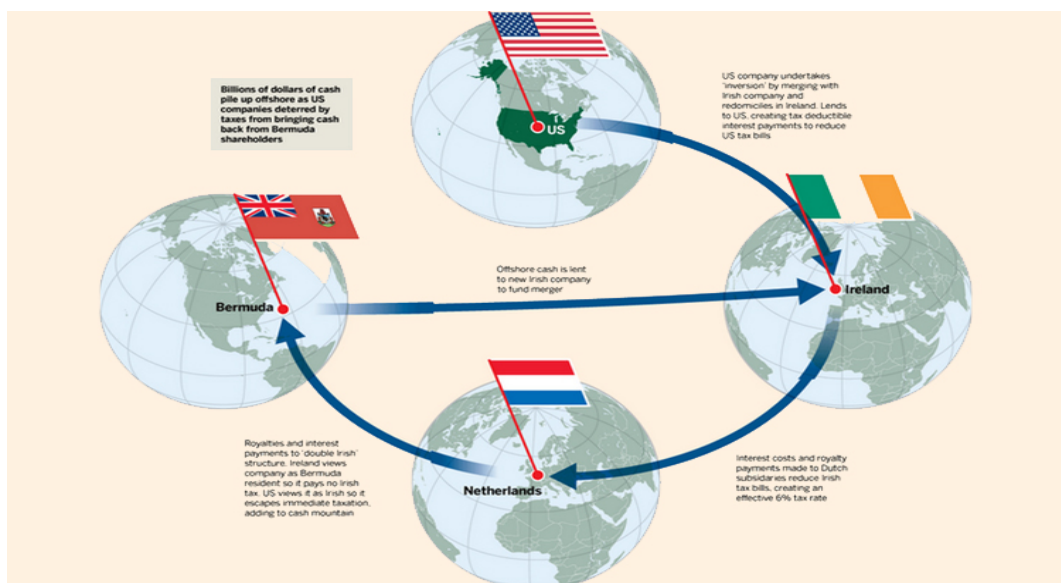 Billions of dollars of cash
pile up offshore as US
companies deterred by
taxes from bringing cash
back from Bermuda
shareholders
US
US company undertakes
'inversion' by merging with
Irish company and
redomiciles in Ireland. Lends
to US, creating tax deductible
interest payments to reduce
US tax bills
Bermuda
Offshore cash is lent
to new Irish company
to fund merger
Ireland
Royalties and interest
payments to 'double Irish'
structure. Ireland views
company as Bermuda
resident so it pays no Irish
tax. US views it as Irish so it
escapes immediate taxation,
adding to cash mountain
Netherlands
Interest costs and royalty
payments made to Dutch
subsidaries reduce Irish
tax bills, creating an
effective 6% tax rate